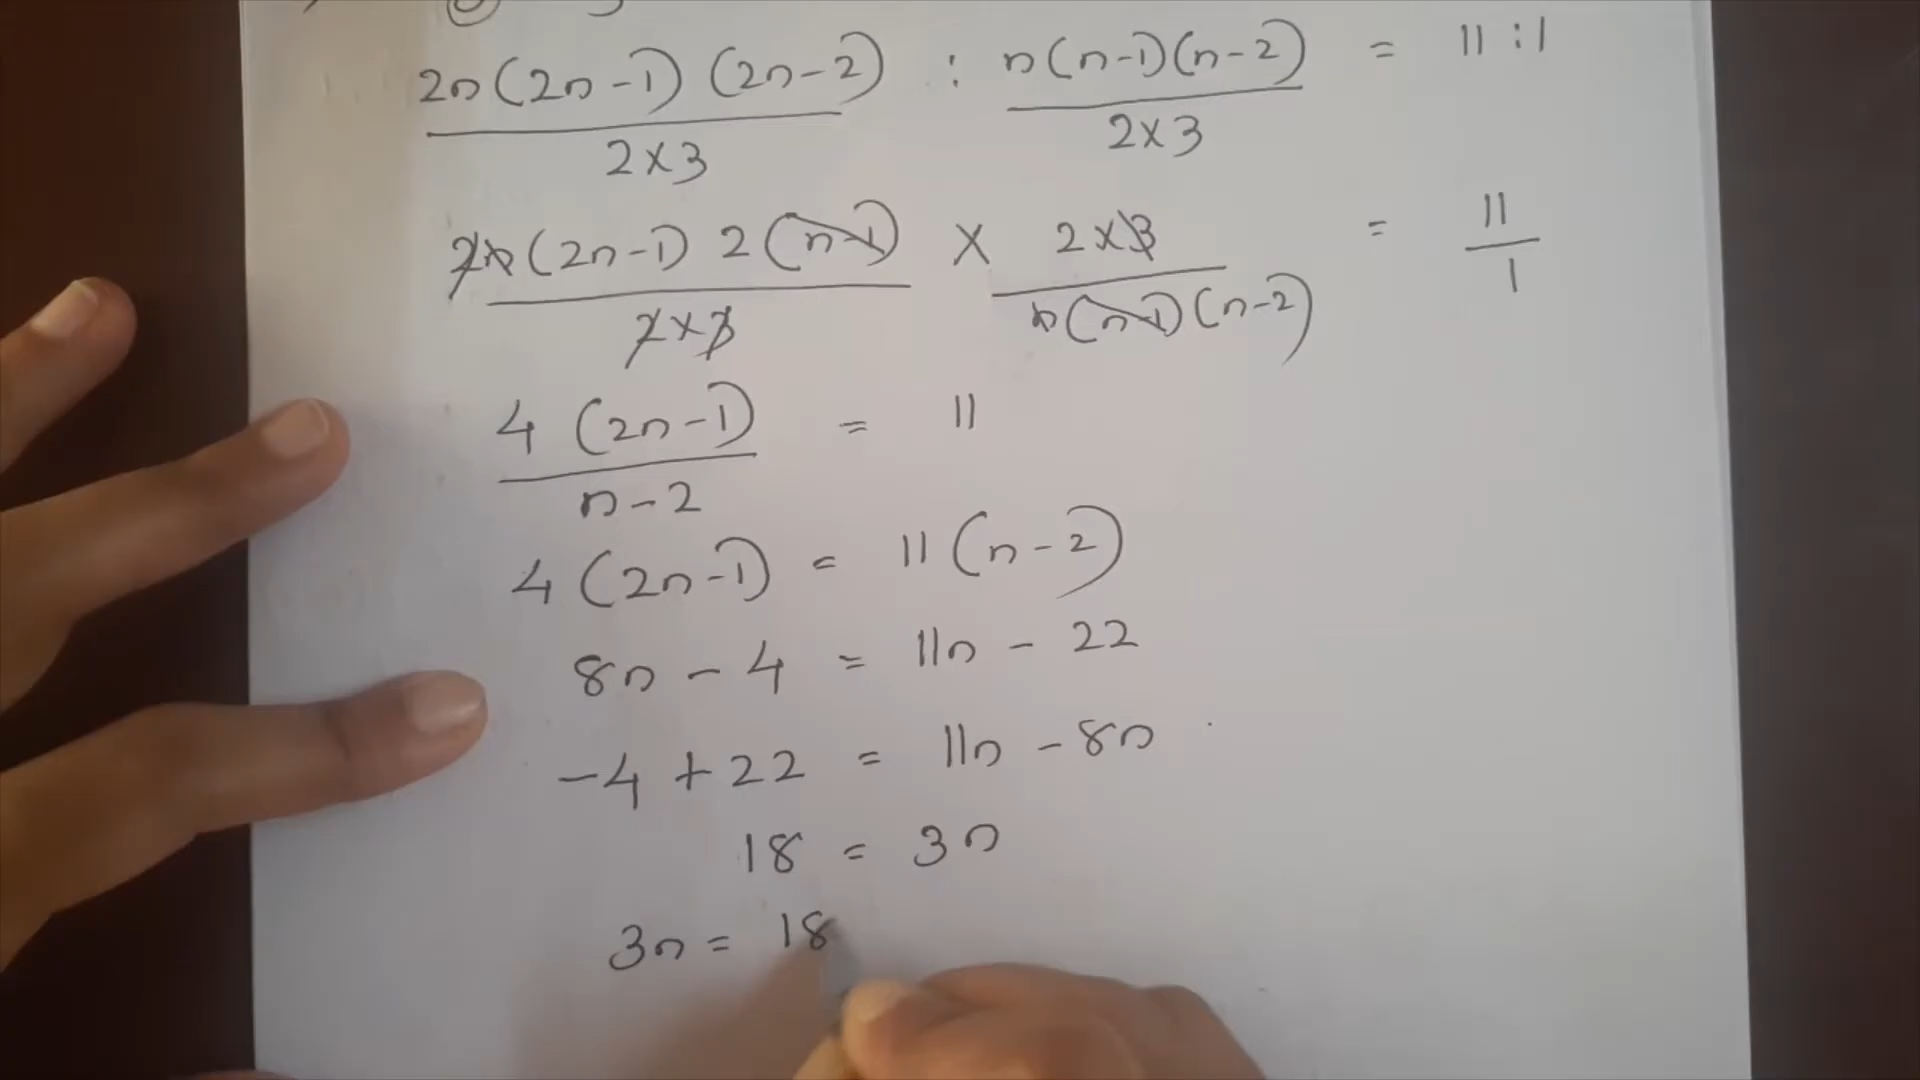 2n(2n-1)(2n-2) / 2×3 : n(n-1)(n-2) / 2×3 = 11:1
2n(2n-1) 2(n-1) / 2×3 × 2×3 / n(n-1)(n-2) = 11 / 1
4(2n-1) / n-2 = 11
4(2n-1) = 11(n-2)
8n - 4 = 11n - 22
-4 + 22 = 11n - 8n
18 = 3n
3n = 18